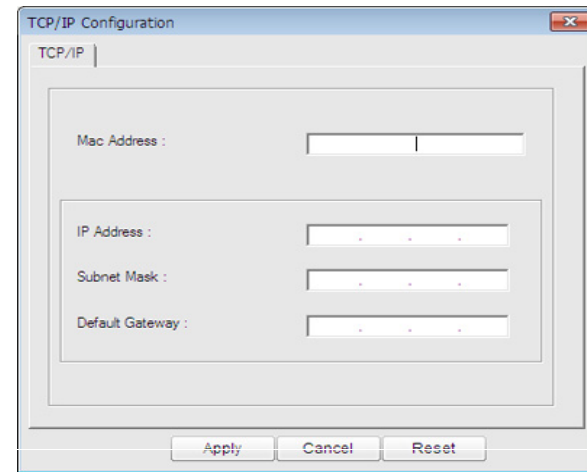 TCP/IP Configuration
TCP/IP
Mac Address :
IP Address :
. . .
Subnet Mask :
. . .
Default Gateway :
. . .
Apply Cancel Reset